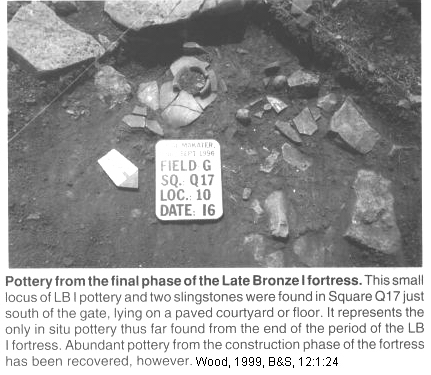 MAKATER
SEPT 1996
FIELD G
SQ.: Q17
LOC.: 10
DATE: 16
Pottery from the final phase of the Late Bronze I fortress. This small
locus of LB I pottery and two slingstones were found in Square Q17 just
south of the gate, lying on a paved courtyard or floor. It represents the
only in situ pottery thus far found from the end of the period of the LB
I fortress. Abundant pottery from the construction phase of the fortress
has been recovered, however. Wood, 1999, B&S, 12:1:24